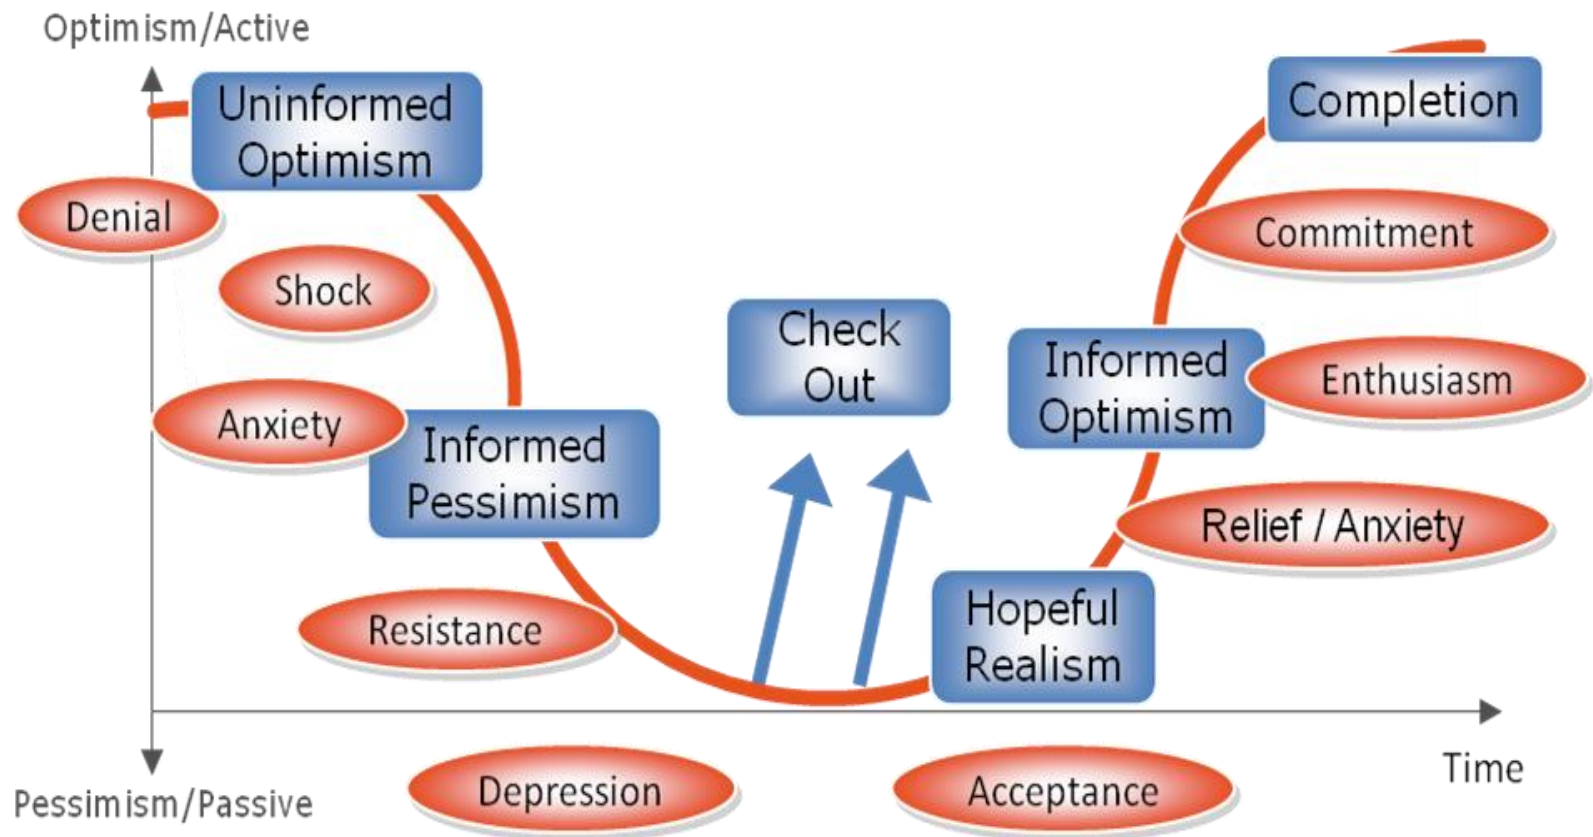 Optimism/Active
Uninformed
Optimism
Denial
Shock
Anxiety
Informed
Pessimism
Resistance
Depression
Pessimism/Passive
Check
Out
Hopeful
Realism
Acceptance
Relief / Anxiety
Informed
Optimism
Enthusiasm
Commitment
Completion
Time